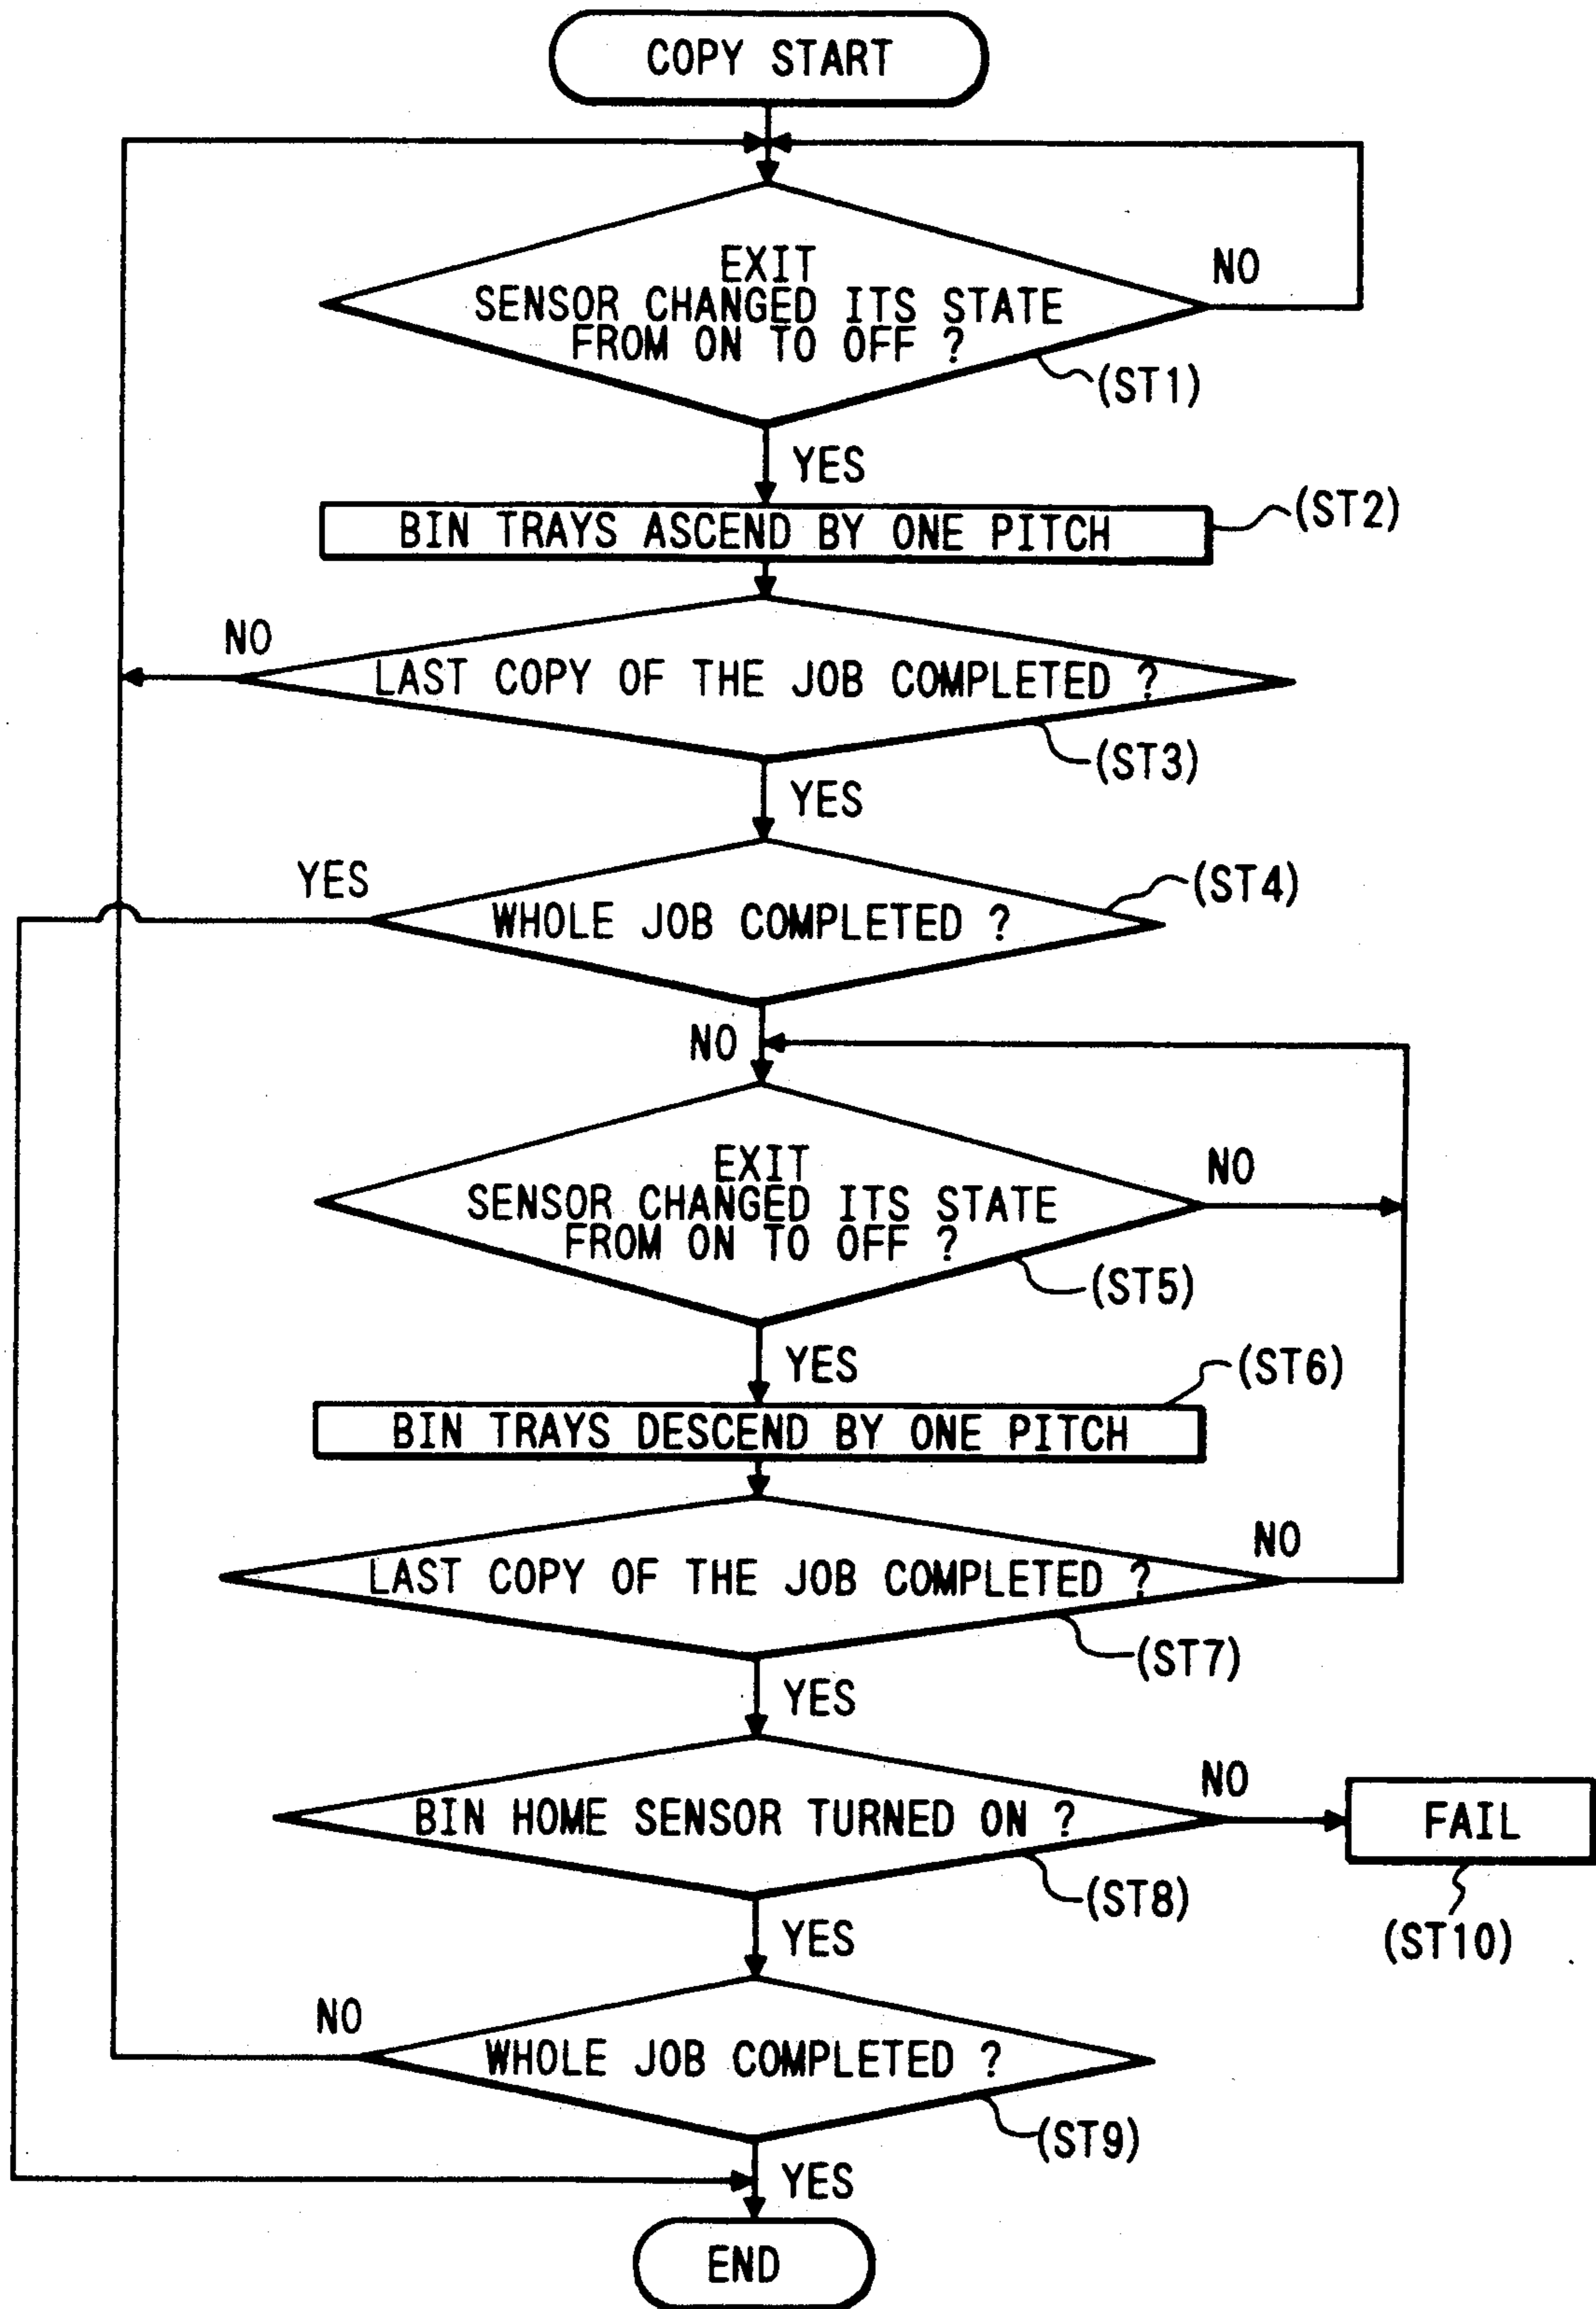 COPY START
EXIT
SENSOR CHANGED ITS STATE
FROM ON TO OFF ?
NO
(ST1)
YES
BIN TRAYS ASCEND BY ONE PITCH
(ST2)
NO
LAST COPY OF THE JOB COMPLETED ?
(ST3)
YES
YES
WHOLE JOB COMPLETED ?
(ST4)
NO
EXIT
SENSOR CHANGED ITS STATE
FROM ON TO OFF ?
NO
(ST5)
YES
(ST6)
BIN TRAYS DESCEND BY ONE PITCH
NO
LAST COPY OF THE JOB COMPLETED ?
(ST7)
YES
NO
BIN HOME SENSOR TURNED ON ?
FAIL
(ST8)
(ST10)
YES
NO
WHOLE JOB COMPLETED ?
(ST9)
YES
END